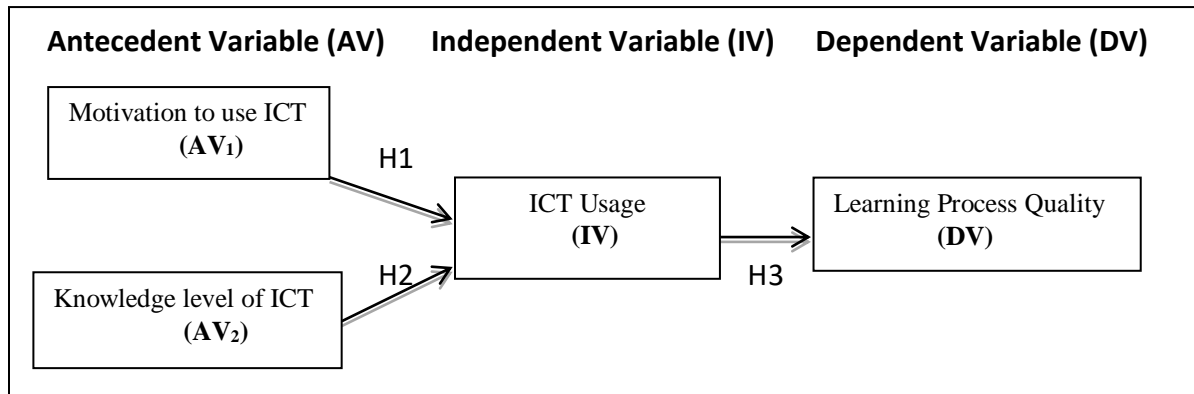 Antecedent Variable (AV) Independent Variable (IV) Dependent Variable (DV)
Motivation to use ICT
(AV₁)
H1
ICT Usage
(IV)
Learning Process Quality
(DV)
H2
H3
Knowledge level of ICT
(AV₂)